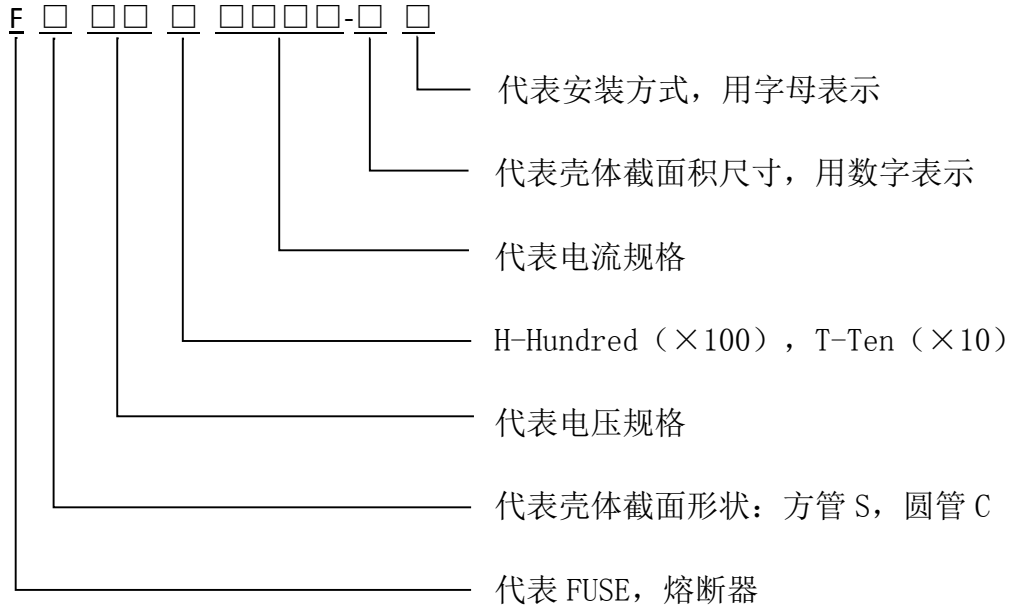 F □ □□ □ □□□□-□ □
代表安装方式，用字母表示
代表壳体截面积尺寸，用数字表示
代表电流规格
H-Hundred（×100），T-Ten（×10）
代表电压规格
代表壳体截面形状：方管 S，圆管 C
代表 FUSE，熔断器